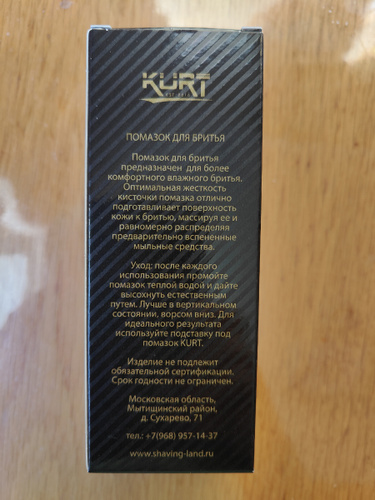 KURT
ПОМАЗОК ДЛЯ БРИТЬЯ
Помазок для бритья
предназначен для более
комфортного влажного бритья.
Оптимальная жесткость
кисточки помазка отлично
подготавливает поверхность
кожи к бритью, массируя ее и
равномерно распределяя
предварительно вспененные
мыльные средства.
Уход: после каждого
использования промойте
помазок теплой водой и дайте
высохнуть естественным
путем. Лучше в вертикальном
состоянии, ворсом вниз. Для
идеального результата
используйте подставку под
помазок KURT.
Изделие не подлежит
обязательной сертификации.
Срок годности не ограничен.
Московская область,
Мытищинский район,
д. Сухарево, 71
тел.: +7(968) 957-14-37
www.shaving-land.ru